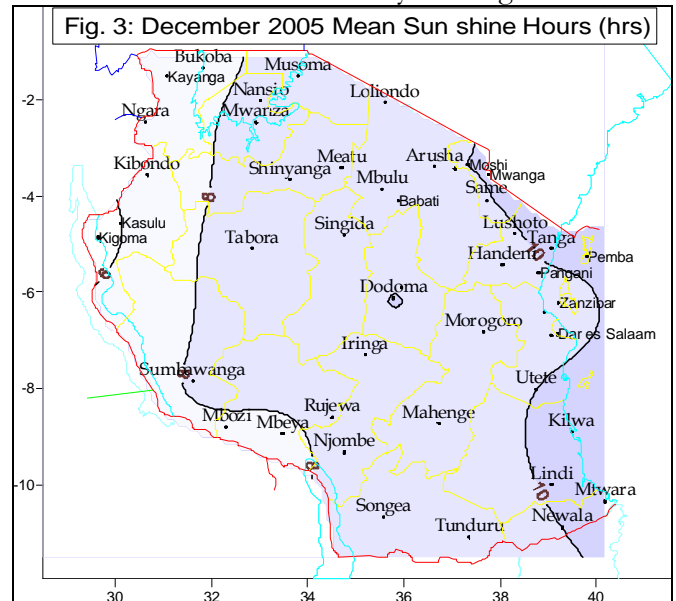 Fig. 3: December 2005 Mean Sun shine Hours (hrs)
Bukoba
Musoma
Kayanga
Nansio
Loliondo
-2
Ngara
Mwanza
Kibondo
Meatu
Arusha
Moshi
Shinyanga
Mwanga
Mbulu
Same
-4
8
Babati
Kasulu
Singida
Lushoto
Kigoma
Tabora
Tanga
10
Handeni
Pemba
Pangani
Dodoma
-6
Zanzibar
Morogoro
Dar es Salaam
Iringa
Sumbawanga
8
Utete
-8
Rujewa
Mahenge
Mbozi
Mbeya
Kilwa
Njombe
8
Lindi
-10
10
Mtwara
Songea
Newala
Tunduru
30
32
34
36
38
40